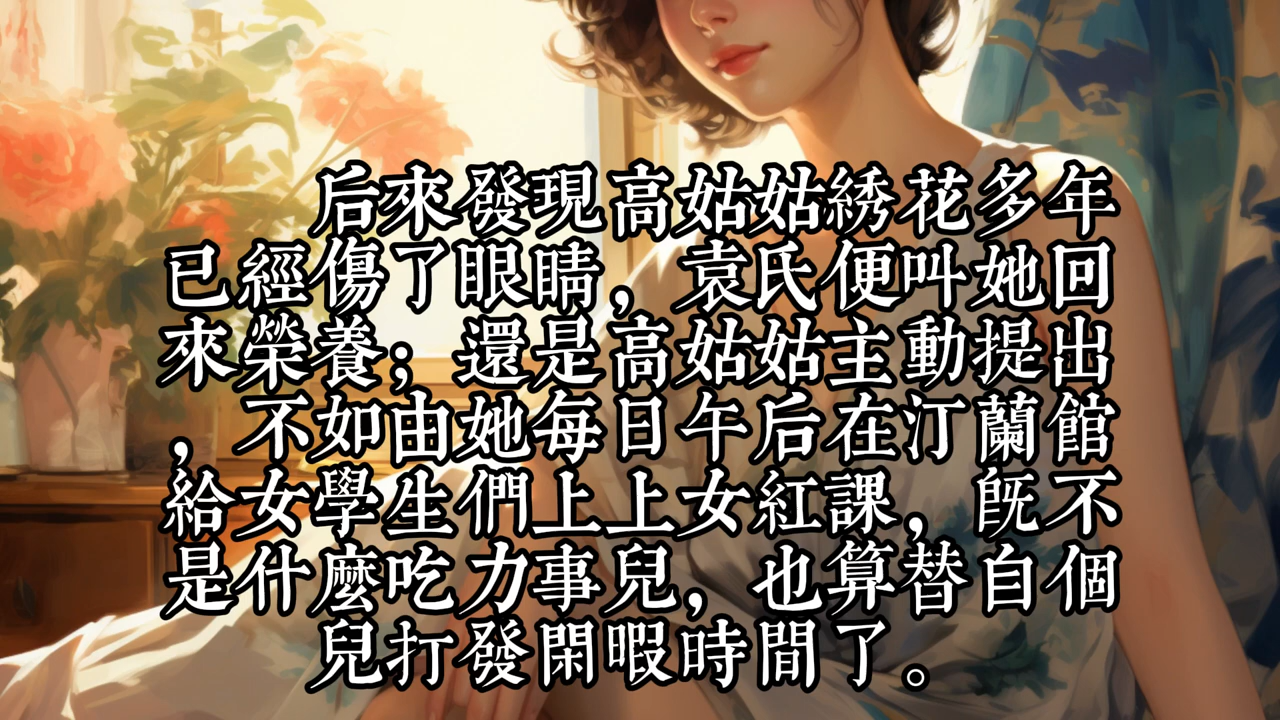 后來發現高姑姑綉花多年
已經傷了眼睛，袁氏便叫她回
來榮養；還是高姑姑主動提出
，不如由她每日午后在汀蘭館
給女學生們上上女紅課，既不
是什麼吃力事兒，也算替自個
兒打發閑暇時間了。